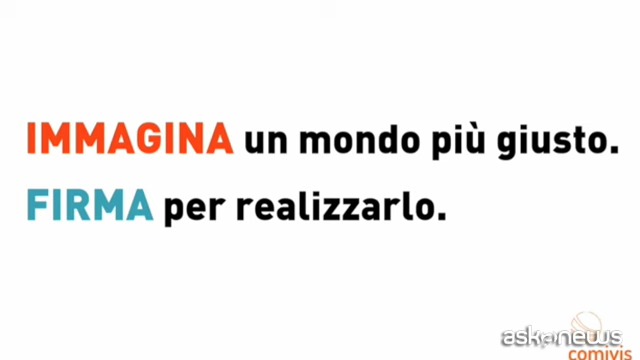 IMMAGINA un mondo più giusto.
FIRMA per realizzarlo.
askanews
comivis